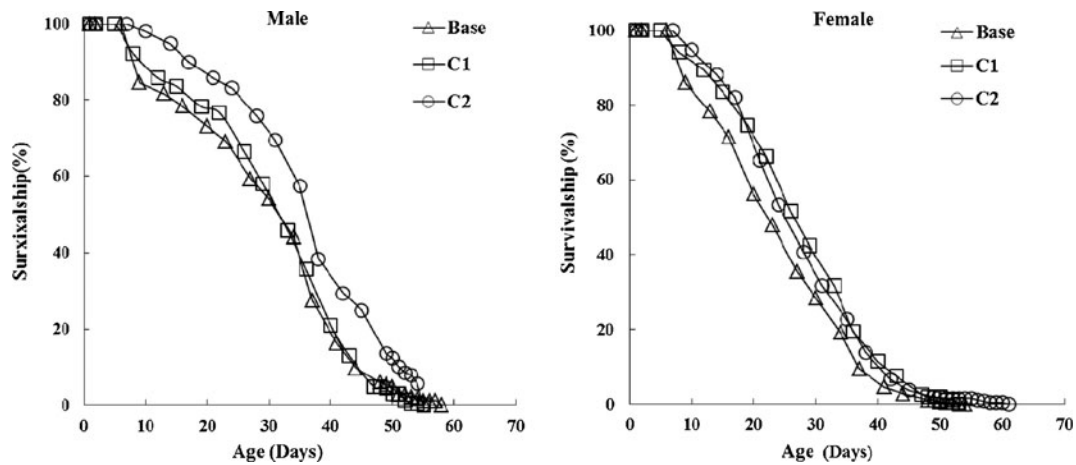 Male
Base
C1
C2
Surxixalship(%)
100
80
60
40
20
0
0 10 20 30 40 50 60 70
Age (Days)
Female
Base
C1
C2
Survivalship (%)
100
80
60
40
20
0
0 10 20 30 40 50 60 70
Age (Days)